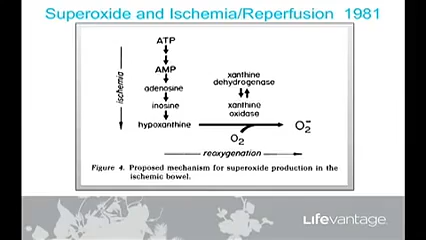 Superoxide and Ischemia/Reperfusion 1981
ATP
AMP
adenosine
inosine
hypoxanthine
ischemia
xanthine
dehydrogenase
xanthine
oxidase
O₂
O₂⁻
reoxygenation
Figure 4. Proposed mechanism for superoxide production in the
ischemic bowel.
Lifevantage